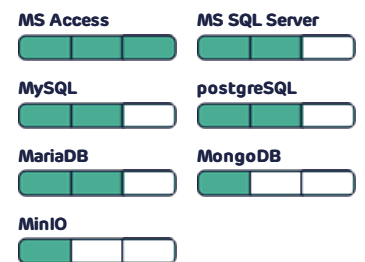 MS Access
MS SQL Server
MySQL
postgreSQL
MariaDB
MongoDB
MinIO